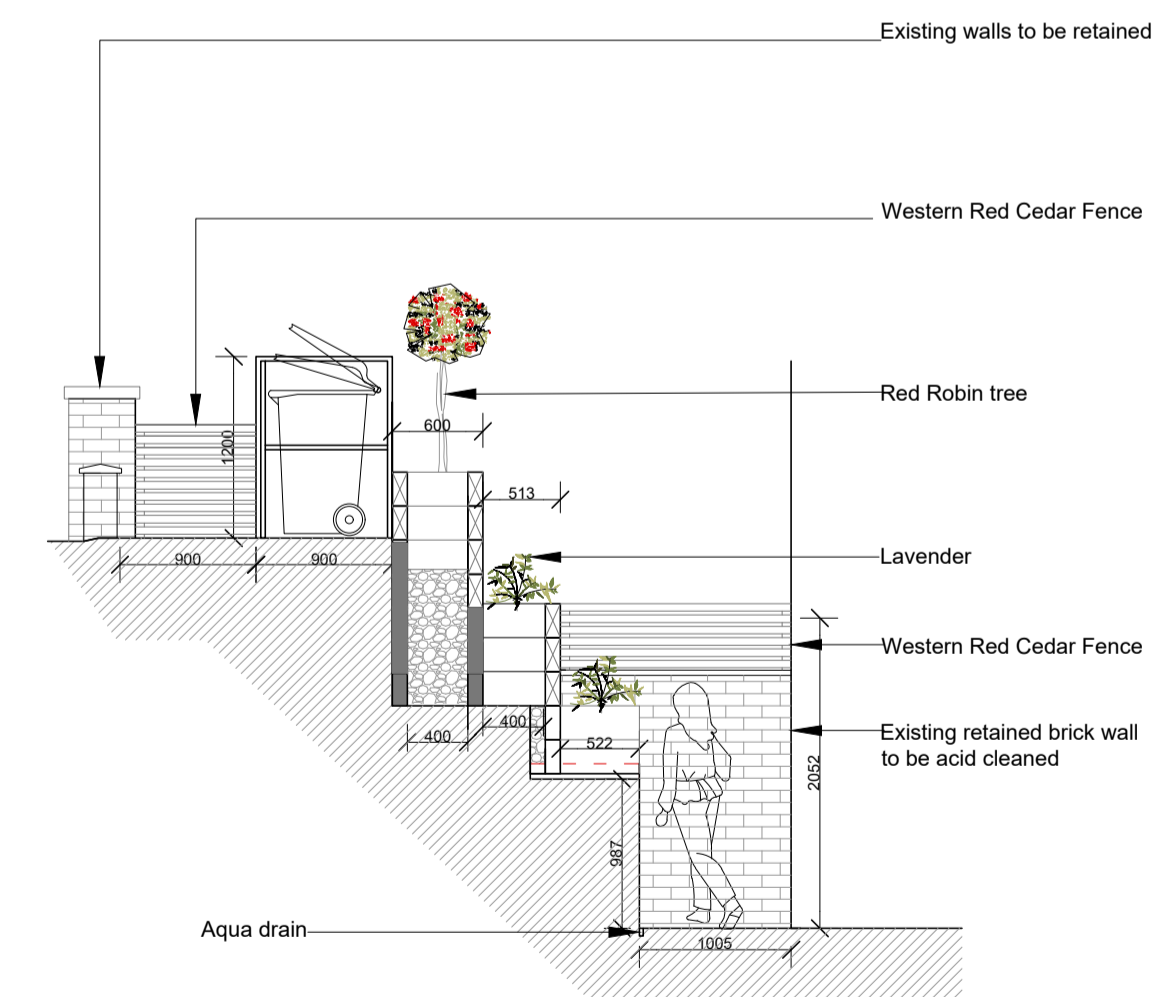 Existing walls to be retained
Western Red Cedar Fence
Red Robin tree
600
1200
513
900
900
Lavender
Western Red Cedar Fence
400
400
522
Existing retained brick wall
to be acid cleaned
2052
987
Aqua drain
1005